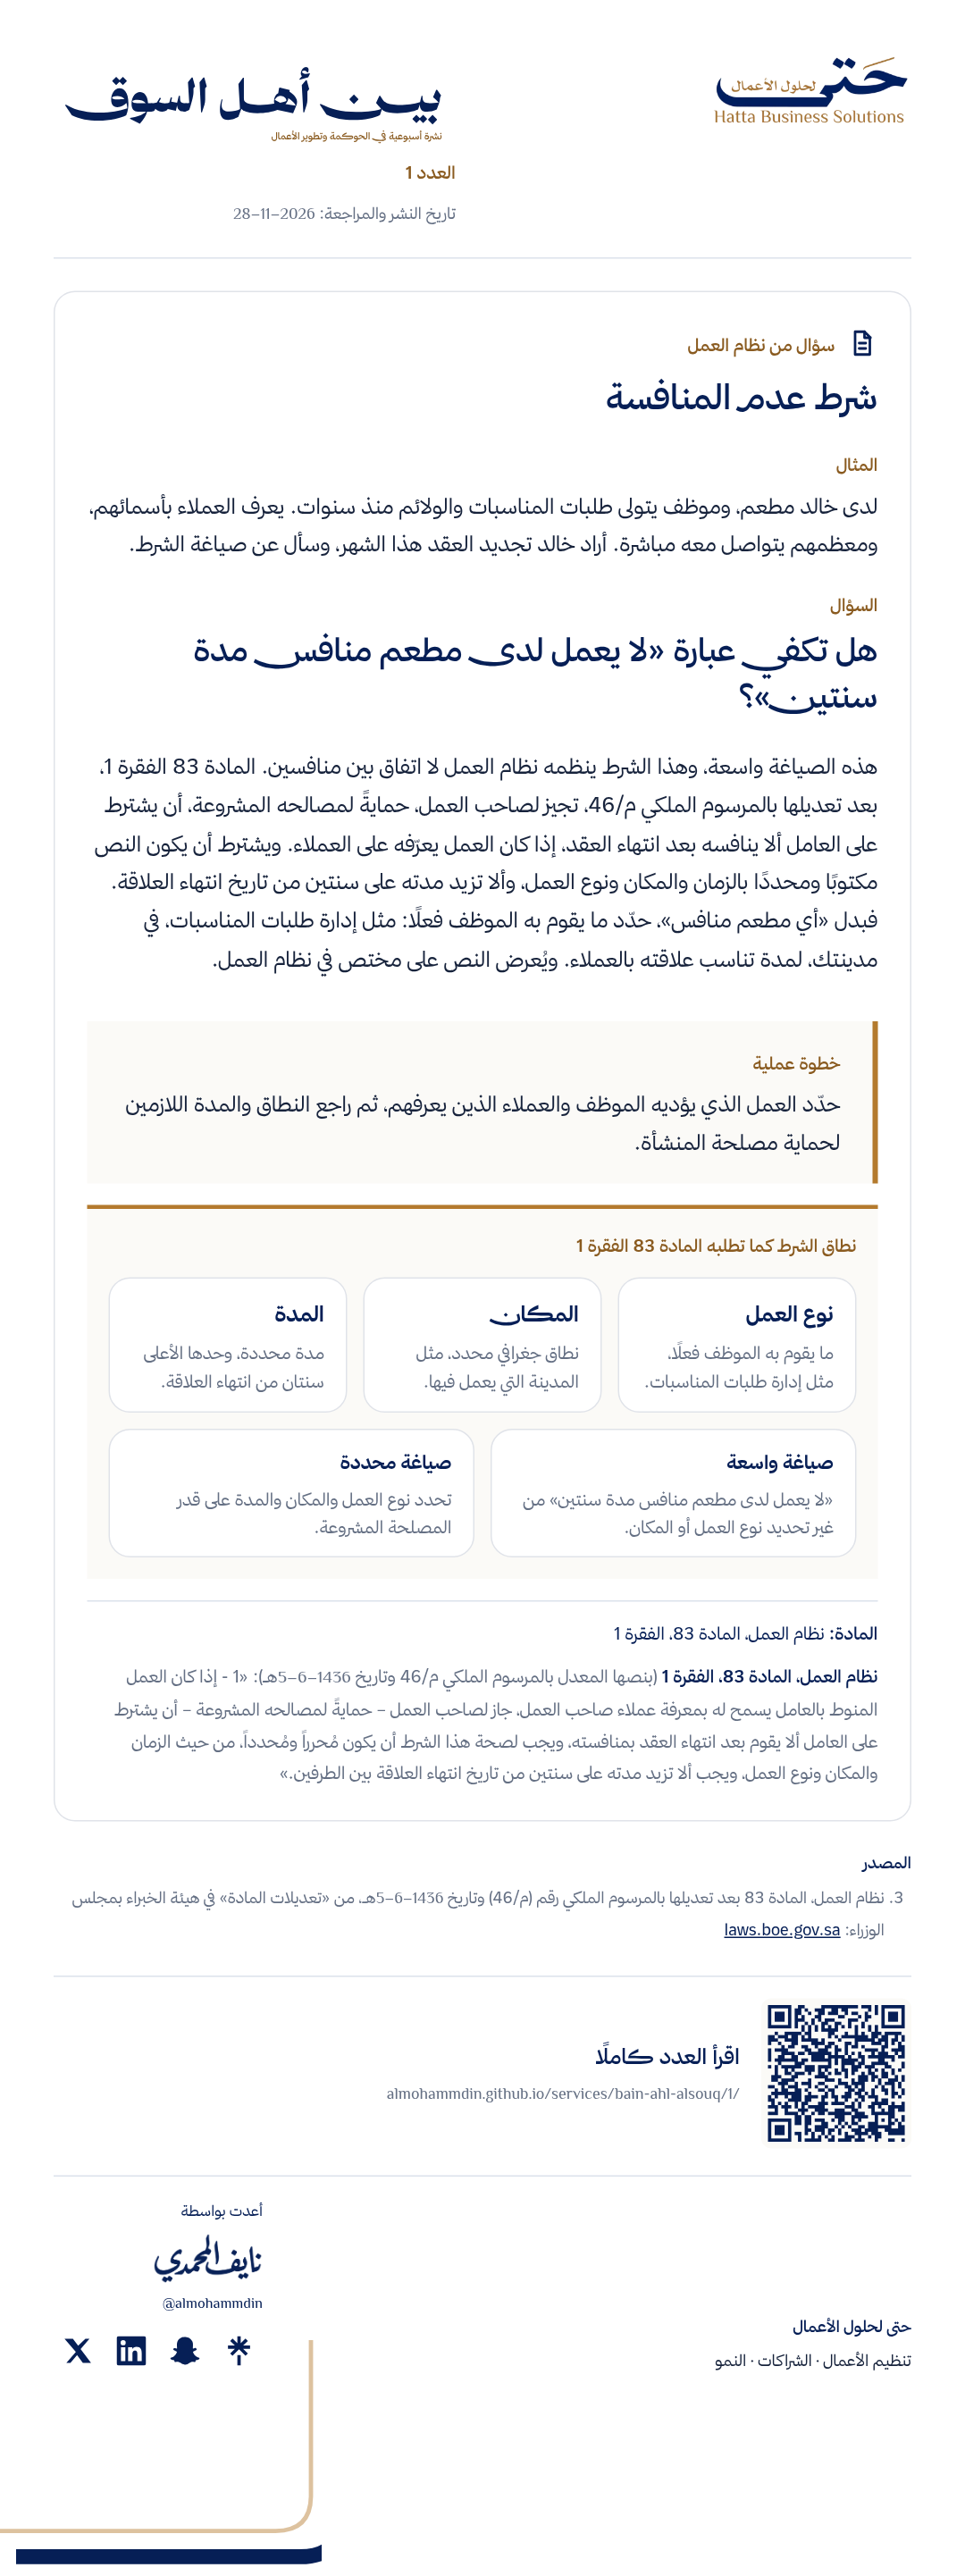 حَتى لحلول الأعمال
Hatta Business Solutions
بيـن أهـل السوق
نشرة أسبوعية في الحوكمة وتطوير الأعمال
العدد 1
تاريخ النشر والمراجعة: 2026–11–28
سؤال من نظام العمل
شرط عدم المنافسة
المثال
لدى خالد مطعم، وموظف يتولى طلبات المناسبات والولائم منذ سنوات. يعرف العملاء بأسمائهم،
ومعظمهم يتواصل معه مباشرة. أراد خالد تجديد العقد هذا الشهر، وسأل عن صياغة الشرط.
السؤال
هل تكفي عبارة «لا يعمل لدى مطعم منافس مدة
سنتين»؟
هذه الصياغة واسعة، وهذا الشرط ينظمه نظام العمل لا اتفاق بين منافسين. المادة 83 الفقرة 1،
بعد تعديلها بالمرسوم الملكي م/46، تجيز لصاحب العمل، حمايةً لمصالحه المشروعة، أن يشترط
على العامل ألا ينافسه بعد انتهاء العقد، إذا كان العمل يعرّفه على العملاء. ويشترط أن يكون النص
مكتوبًا ومحددًا بالزمان والمكان ونوع العمل، وألا تزيد مدته على سنتين من تاريخ انتهاء العلاقة.
فبدل «أي مطعم منافس»، حدّد ما يقوم به الموظف فعلًا: مثل إدارة طلبات المناسبات، في
مدينتك، لمدة تناسب علاقته بالعملاء. ويُعرض النص على مختص في نظام العمل.
خطوة عملية
حدّد العمل الذي يؤديه الموظف والعملاء الذين يعرفهم، ثم راجع النطاق والمدة اللازمين
لحماية مصلحة المنشأة.
نطاق الشرط كما تطلبه المادة 83 الفقرة 1
نوع العمل
ما يقوم به الموظف فعلًا،
مثل إدارة طلبات المناسبات.
المكان
نطاق جغرافي محدد، مثل
المدينة التي يعمل فيها.
المدة
مدة محددة، وحدها الأعلى
سنتان من انتهاء العلاقة.
صياغة واسعة
«لا يعمل لدى مطعم منافس مدة سنتين» من
غير تحديد نوع العمل أو المكان.
صياغة محددة
تحدد نوع العمل والمكان والمدة على قدر
المصلحة المشروعة.
المادة: نظام العمل، المادة 83، الفقرة 1
نظام العمل، المادة 83، الفقرة 1 (بنصها المعدل بالمرسوم الملكي م/46 وتاريخ 1436–6–5هـ): «1 - إذا كان العمل
المنوط بالعامل يسمح له بمعرفة عملاء صاحب العمل، جاز لصاحب العمل – حمايةً لمصالحه المشروعة – أن يشترط
على العامل ألا يقوم بعد انتهاء العقد بمنافسته، ويجب لصحة هذا الشرط أن يكون مُحرراً ومُحدداً، من حيث الزمان
والمكان ونوع العمل، ويجب ألا تزيد مدته على سنتين من تاريخ انتهاء العلاقة بين الطرفين.»
المصدر
3. نظام العمل، المادة 83 بعد تعديلها بالمرسوم الملكي رقم (م/46) وتاريخ 1436–6–5هـ، من «تعديلات المادة» في هيئة الخبراء بمجلس
الوزراء: laws.boe.gov.sa
اقرأ العدد كاملًا
almohammdin.github.io/services/bain-ahl-alsouq/1/
أعدت بواسطة
نايف المحمدي
@almohammdin
حتى لحلول الأعمال
تنظيم الأعمال · الشراكات · النمو